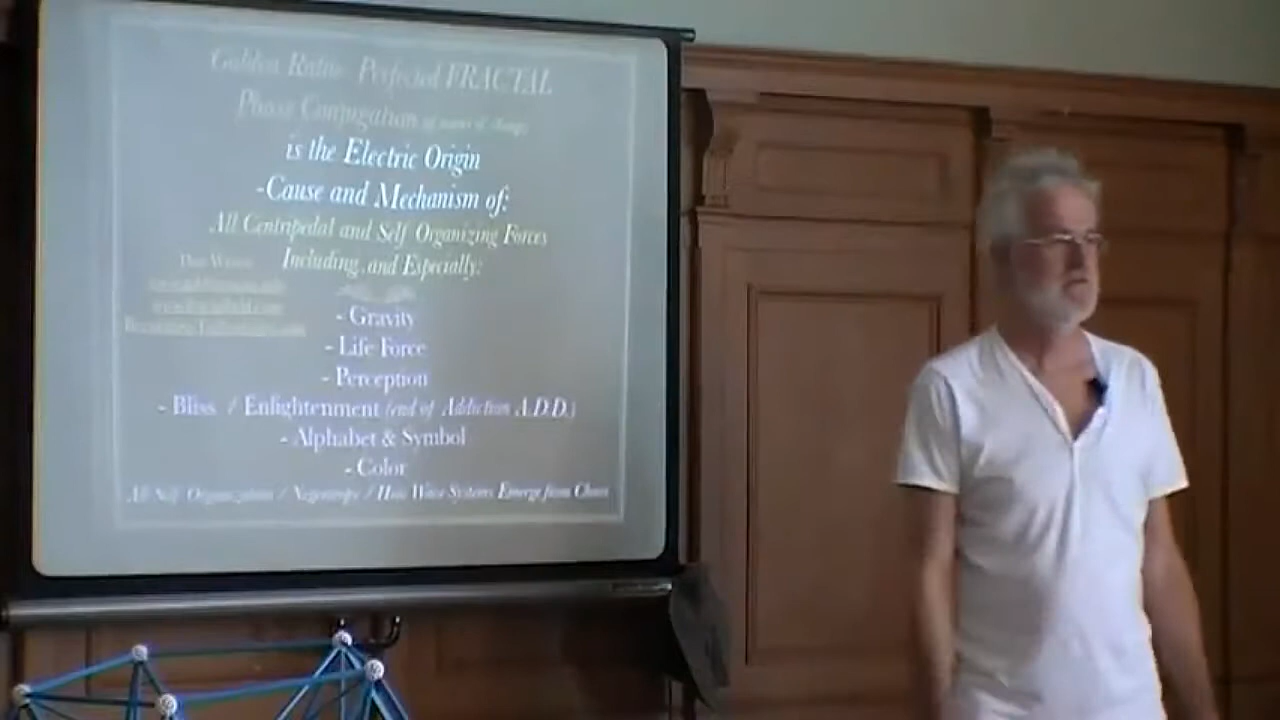 Golden Ratio Perfected FRACTAL
Phase Conjugation
is the Electric Origin
-Cause and Mechanism of:
All Centripedal and Self Organizing Forces
Including, and Especially:
- Gravity
- Life Force
- Perception
- Bliss / Enlightenment (end of Addiction A.D.D.)
- Alphabet & Symbol
- Color
All Self Organization / Negentropy / How Wave Systems Emerge from Chaos